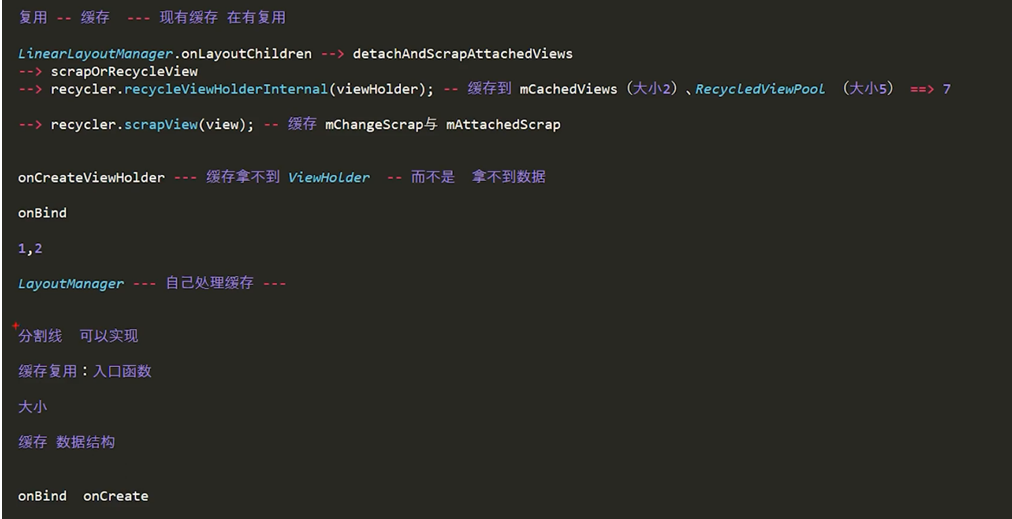 复用 -- 缓存 --- 现有缓存 在有复用
LinearLayoutManager.onLayoutChildren --> detachAndScrapAttachedViews
--> scrapOrRecycleView
--> recycler.recycleViewHolderInternal(viewHolder); -- 缓存到 mCachedViews（大小2）、RecycledViewPool （大小5） ==> 7
--> recycler.scrapView(view); -- 缓存 mChangeScrap与 mAttachedScrap
onCreateViewHolder --- 缓存拿不到 ViewHolder -- 而不是 拿不到数据
onBind
1,2
LayoutManager --- 自己处理缓存 ---
分割线 可以实现
缓存复用：入口函数
大小
缓存 数据结构
onBind onCreate